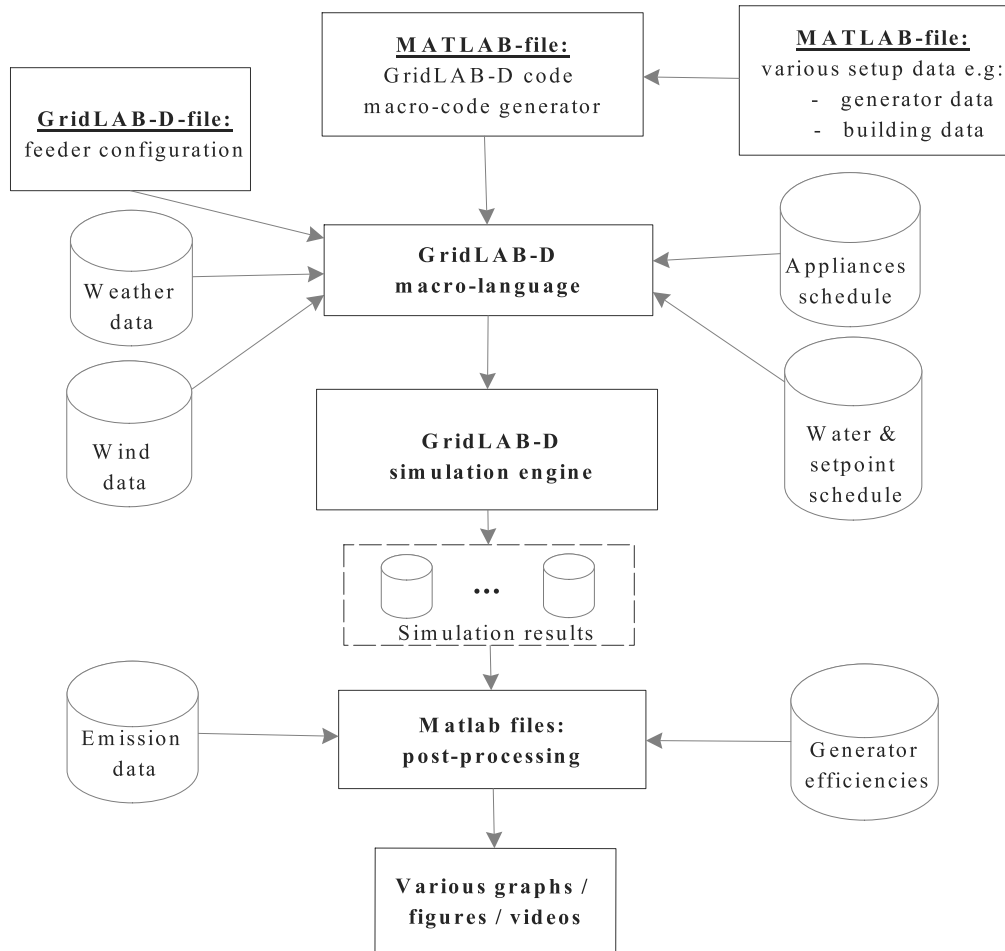 MATLAB-file:
GridLAB-D code
macro-code generator
MATLAB-file:
various setup data e.g:
- generator data
- building data
GridLAB-D-file:
feeder configuration
Weather
data
GridLAB-D
macro-language
Appliances
schedule
Wind
data
GridLAB-D
simulation engine
Water &
setpoint
schedule
...
Simulation results
Emission
data
Matlab files:
post-processing
Generator
efficiencies
Various graphs /
figures / videos